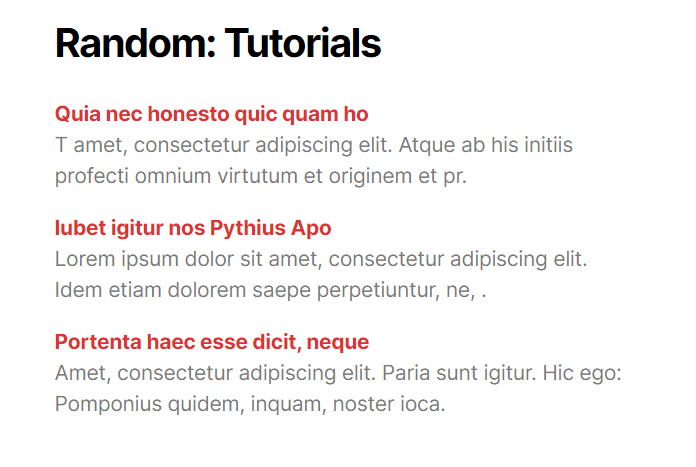 Random: Tutorials
Quia nec honesto quic quam ho
T amet, consectetur adipiscing elit. Atque ab his initiis
profecti omnium virtutum et originem et pr.
Iubet igitur nos Pythius Apo
Lorem ipsum dolor sit amet, consectetur adipiscing elit.
Idem etiam dolorem saepe perpetiuntur, ne, .
Portenta haec esse dicit, neque
Amet, consectetur adipiscing elit. Paria sunt igitur. Hic ego:
Pomponius quidem, inquam, noster ioca.